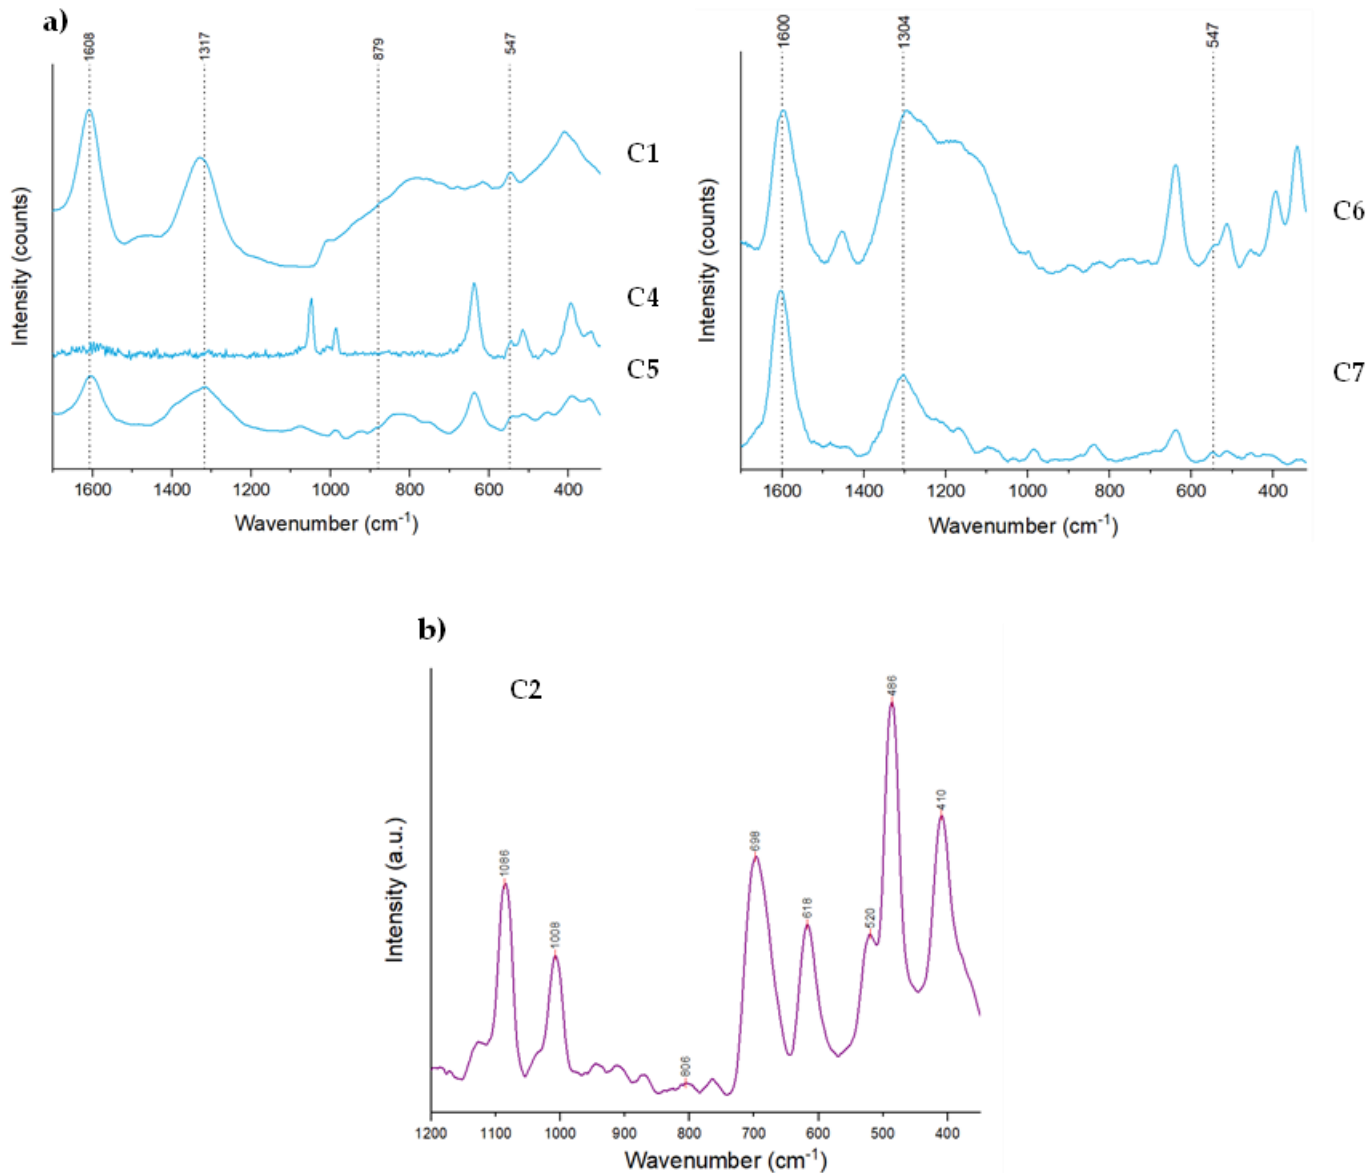 a)
1608 1317 879 547
Intensity (counts)
C1
C4
C5
1600 1400 1200 1000 800 600 400
Wavenumber (cm⁻¹)
1600 1304 547
Intensity (counts)
C6
C7
1600 1400 1200 1000 800 600 400
Wavenumber (cm⁻¹)
b)
C2
Intensity (a.u.)
1086 1008 806 698 618 520 486 410
1200 1100 1000 900 800 700 600 500 400
Wavenumber (cm⁻¹)